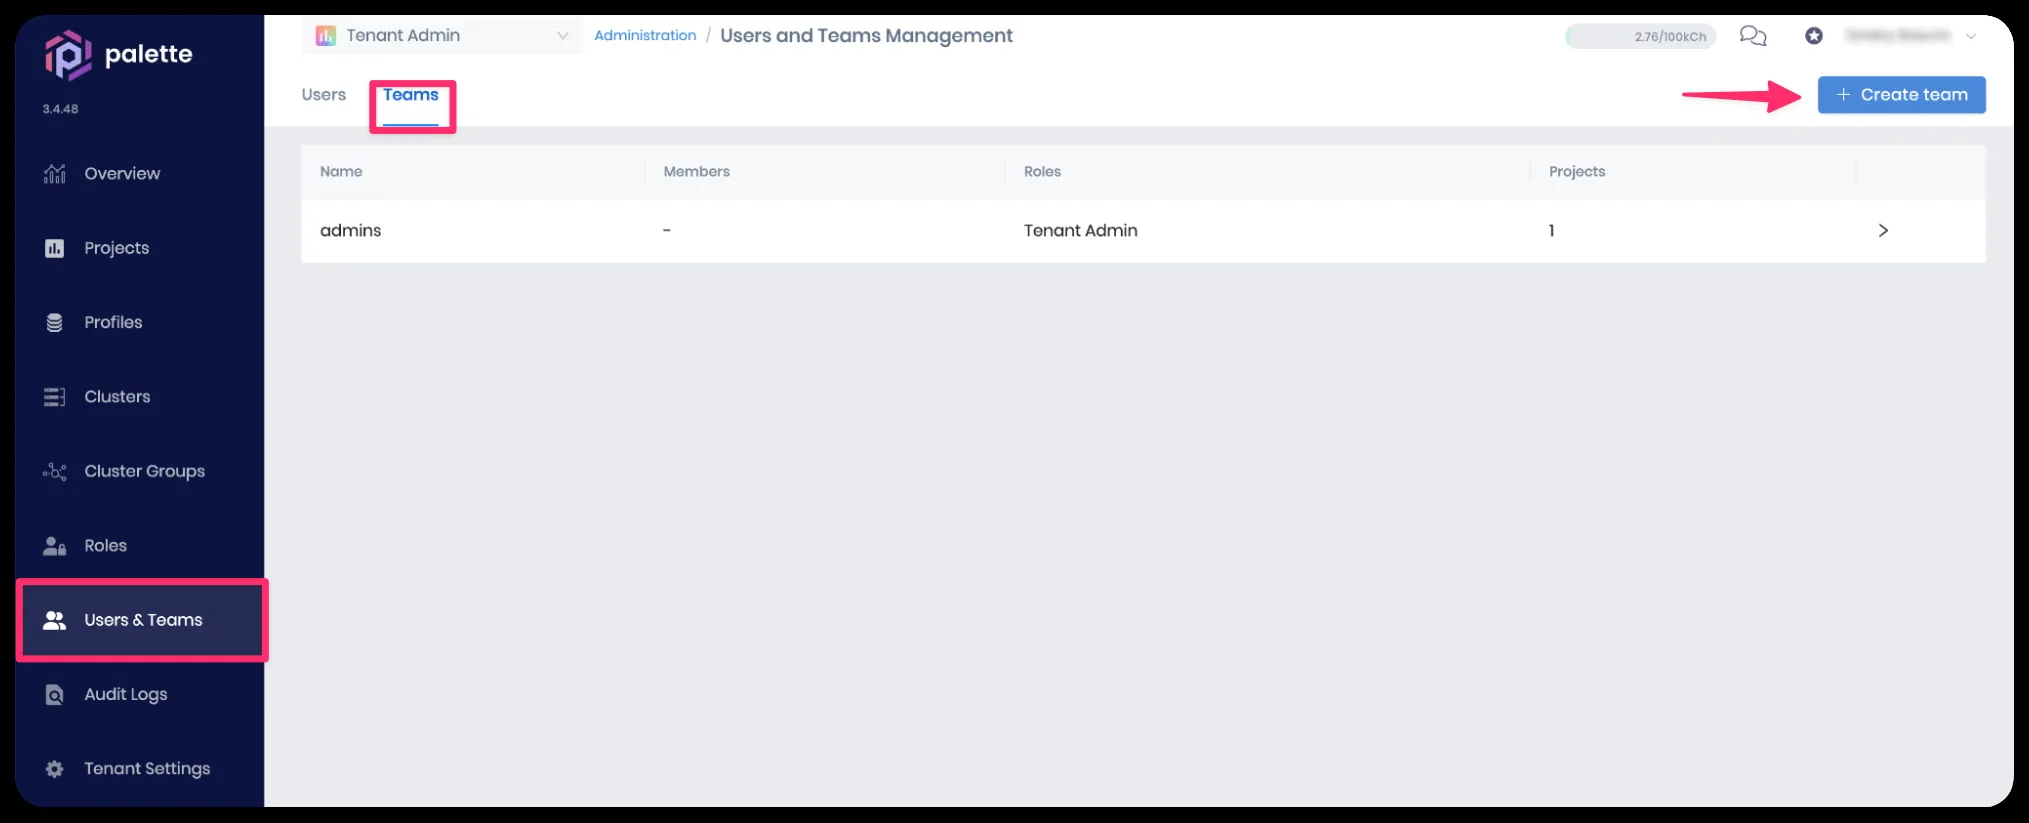 palette
3.4.48
Overview
Projects
Profiles
Clusters
Cluster Groups
Roles
Users & Teams
Audit Logs
Tenant Settings
Tenant Admin
Administration / Users and Teams Management
2.76/100kCh
Users
Teams
+ Create team
Name Members Roles Projects
admins - Tenant Admin 1 >